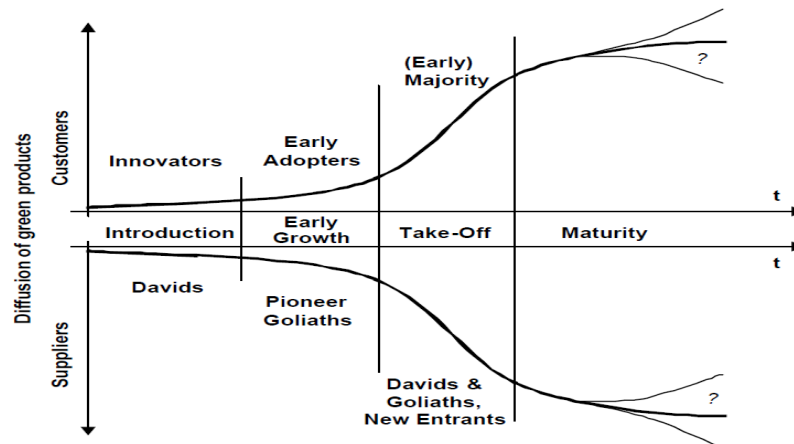 (Early)
Majority
?
Early
Adopters
Innovators
Customers
Diffusion of green products
t
Introduction
Early
Growth
Take-Off
Maturity
t
Davids
Pioneer
Goliaths
Suppliers
Davids &
Goliaths,
New Entrants
?